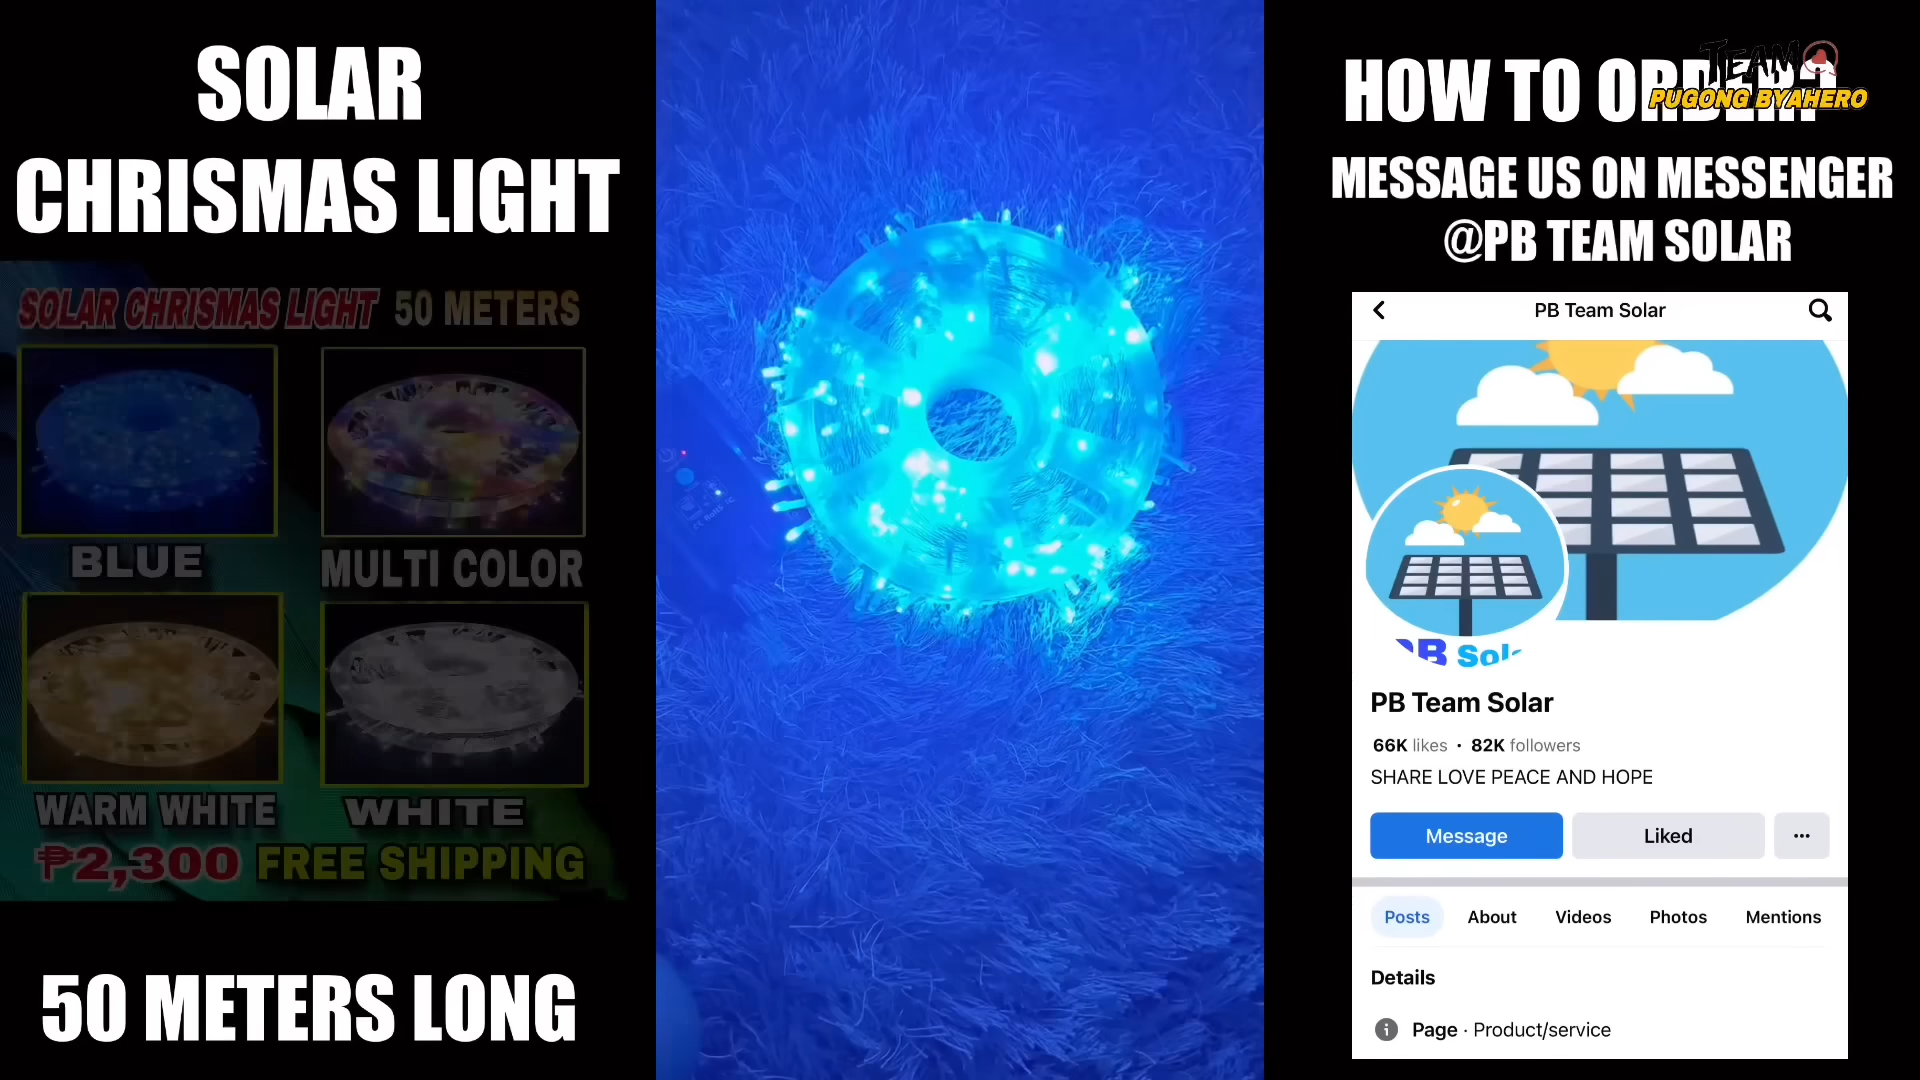 SOLAR
CHRISMAS LIGHT
SOLAR CHRISMAS LIGHT 50 METERS
BLUE
MULTI COLOR
WARM WHITE
WHITE
₱2,300 FREE SHIPPING
50 METERS LONG
HOW TO ORDER?
TEAM
PUGONG BYAHERO
MESSAGE US ON MESSENGER
@PB TEAM SOLAR
PB Team Solar
PB Solar
PB Team Solar
66K likes · 82K followers
SHARE LOVE PEACE AND HOPE
Message
Liked
Posts
About
Videos
Photos
Mentions
Details
Page · Product/service